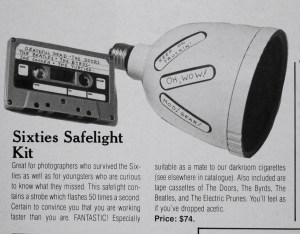 GRATEFUL DEAD • THE DOORS
THE BEATLES • THE BYRDS
KEEP
TRUCKIN'
OH, WOW!
MOD! GEAR!
Sixties Safelight
Kit
Great for photographers who survived the Six-
ties as well as for youngsters who are curious
to know what they missed. This safelight con-
tains a strobe which flashes 50 times a second.
Certain to convince you that you are working
faster than you are. FANTASTIC! Especially
suitable as a mate to our darkroom cigarettes
(see elsewhere in catalogue). Also included are
tape cassettes of The Doors, The Byrds, The
Beatles, and The Electric Prunes. You'll feel as
if you've dropped acetic.
Price: $74.